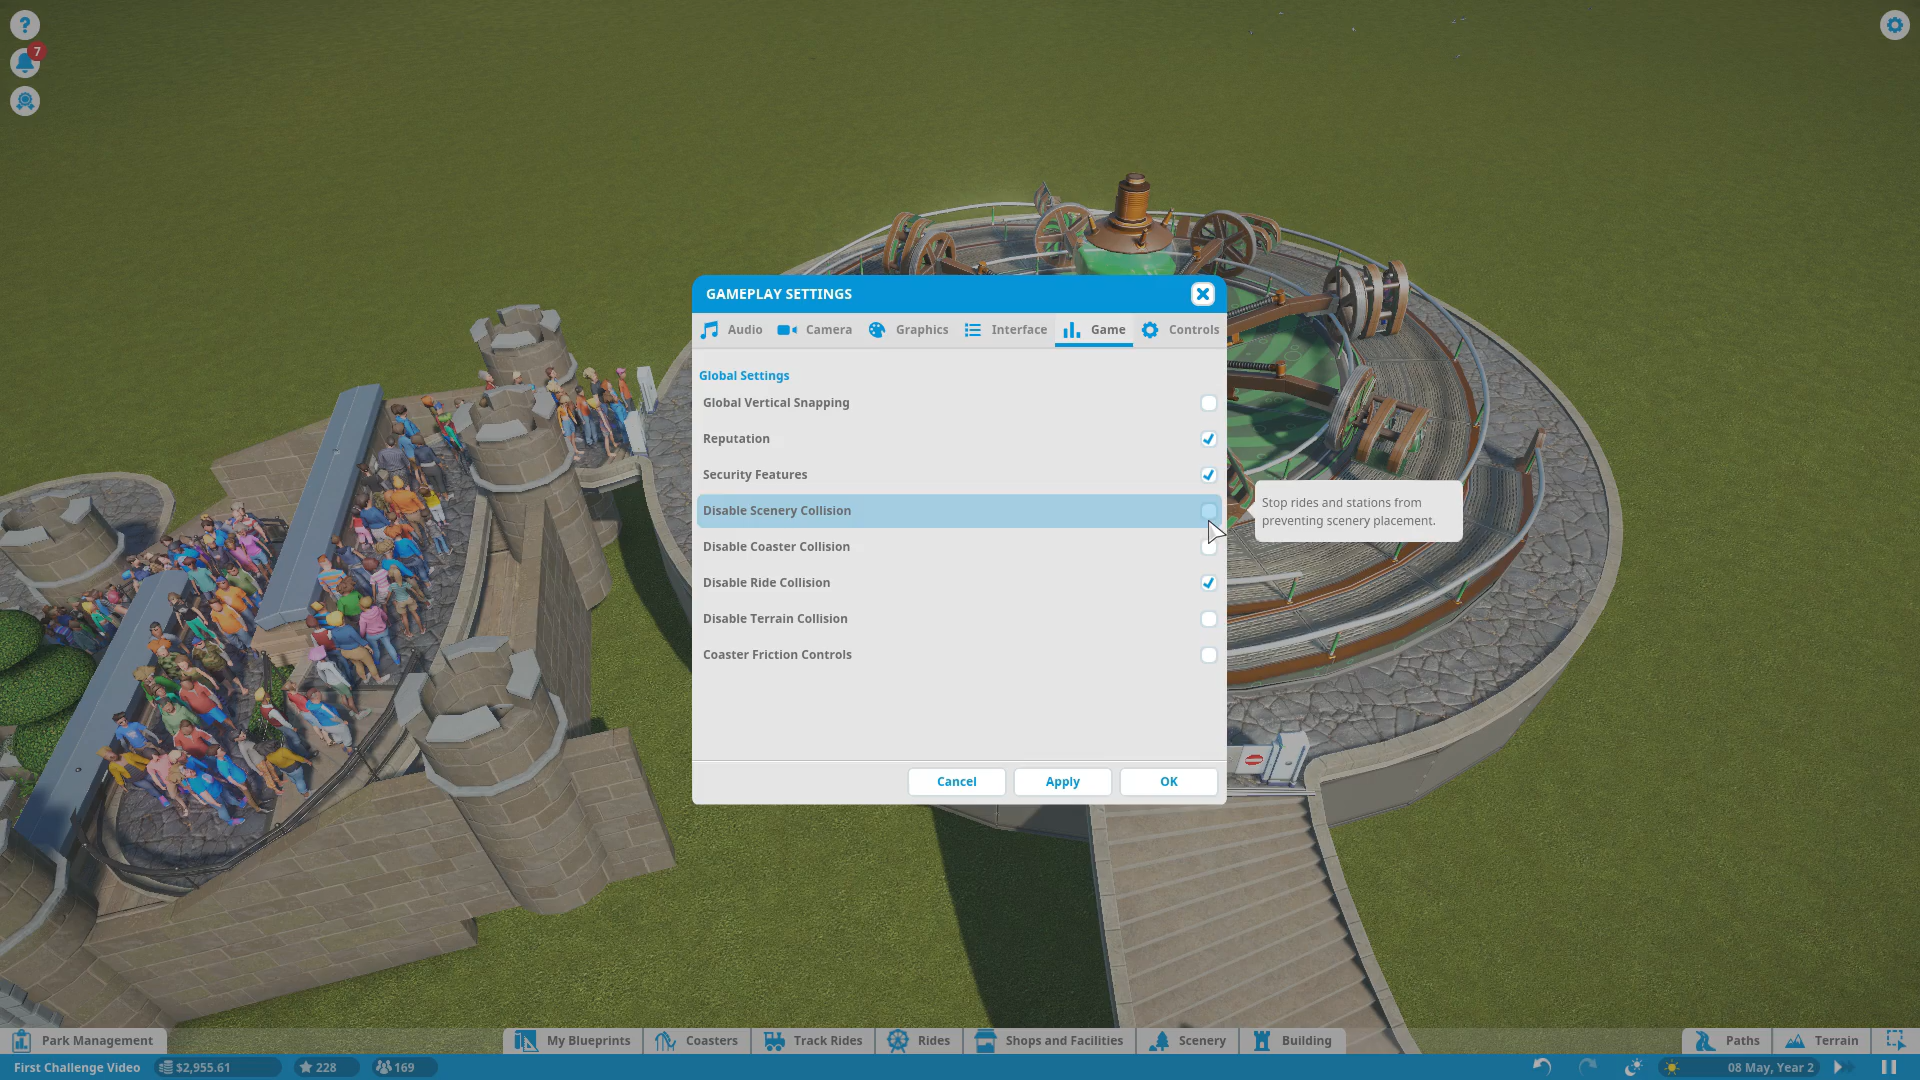 ?
7
GAMEPLAY SETTINGS
Audio
Camera
Graphics
Interface
Game
Controls
Global Settings
Global Vertical Snapping
Reputation
Security Features
Disable Scenery Collision
Stop rides and stations from
preventing scenery placement.
Disable Coaster Collision
Disable Ride Collision
Disable Terrain Collision
Coaster Friction Controls
Cancel
Apply
OK
Park Management
My Blueprints
Coasters
Track Rides
Rides
Shops and Facilities
Scenery
Building
Paths
Terrain
First Challenge Video
$2,955.61
228
169
08 May, Year 2